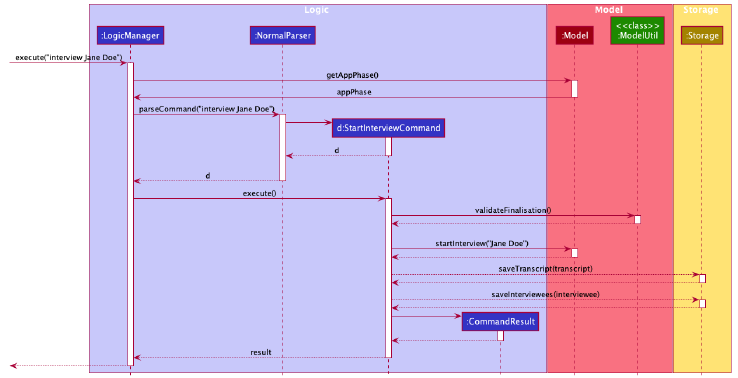 Logic
Model
Storage
:LogicManager
:NormalParser
:Model
<<class>>
:ModelUtil
:Storage
execute("interview Jane Doe")
getAppPhase()
appPhase
parseCommand("interview Jane Doe")
d:StartInterviewCommand
d
d
execute()
validateFinalisation()
startInterview("Jane Doe")
saveTranscript(transcript)
saveInterviewees(interviewee)
:CommandResult
result